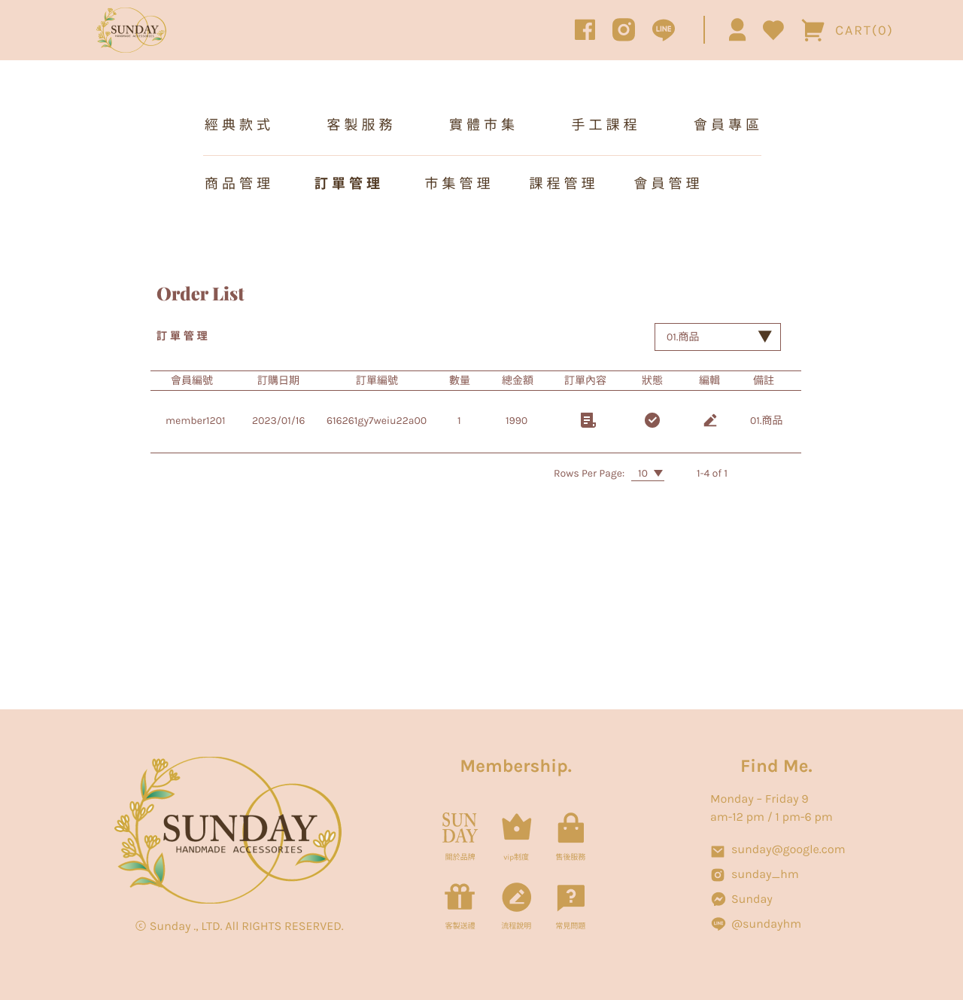 SUNDAY
HANDMADE ACCESSORIES
LINE
CART(0)
經典款式 客製服務 實體市集 手工課程 會員專區
商品管理 訂單管理 市集管理 課程管理 會員管理
Order List
訂單管理
01.商品
會員編號 訂購日期 訂單編號 數量 總金額 訂單內容 狀態 編輯 備註
member1201 2023/01/16 616261gy7weiu22a00 1 1990 01.商品
Rows Per Page: 10 1-4 of 1
SUNDAY
HANDMADE ACCESSORIES
ⓒ Sunday ., LTD. All RIGHTS RESERVED.
Membership.
SUN
DAY
關於品牌 vip制度 售後服務
客製送禮 流程說明 常見問題
Find Me.
Monday – Friday 9
am-12 pm / 1 pm-6 pm
sunday@google.com
sunday_hm
Sunday
LINE @sundayhm